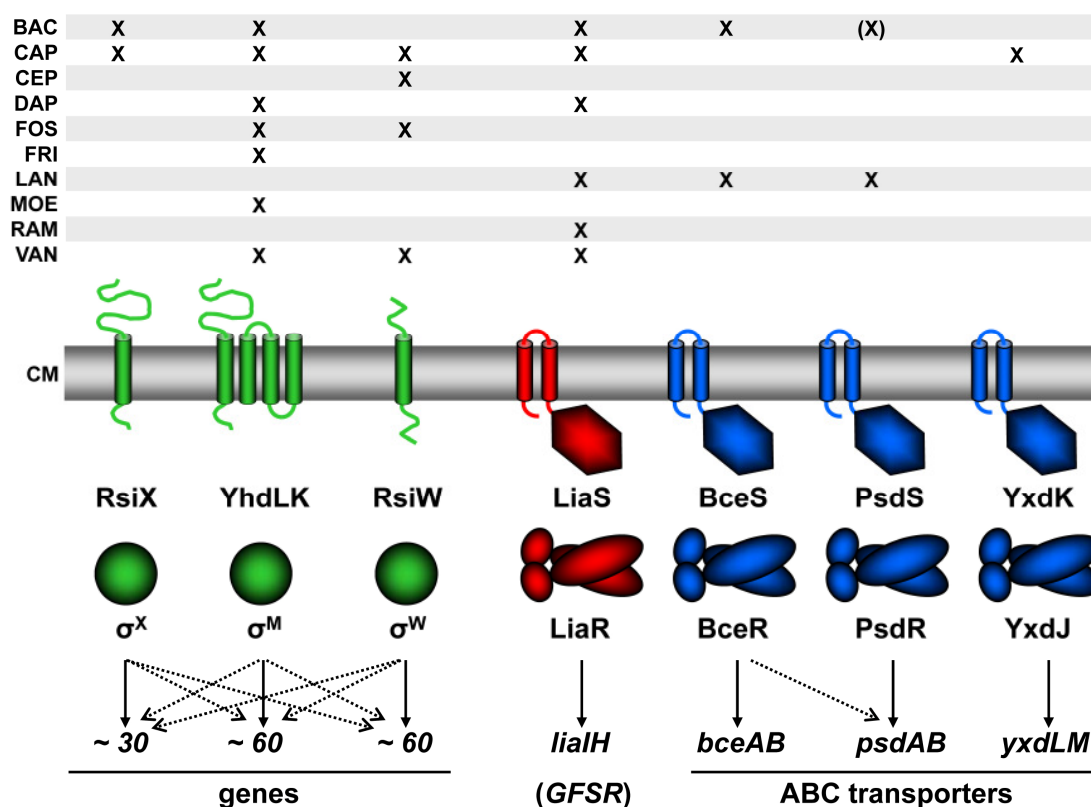 BAC X X X X (X)
CAP X X X X X
CEP X
DAP X X
FOS X X
FRI X
LAN X X X
MOE X
RAM X
VAN X X X
CM
RsiX YhdLK RsiW LiaS BceS PsdS YxdK
σX σM σW LiaR BceR PsdR YxdJ
~ 30 ~ 60 ~ 60 liaIH bceAB psdAB yxdLM
genes (GFSR) ABC transporters